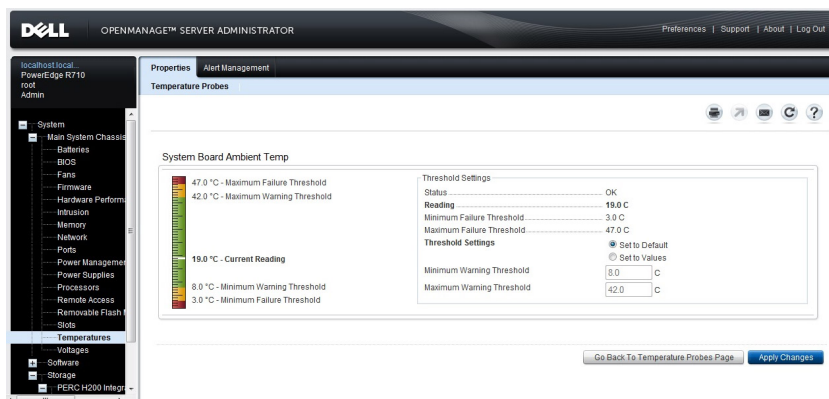 DELL
OPENMANAGE™ SERVER ADMINISTRATOR
Preferences | Support | About | Log Out
localhost.local...
PowerEdge R710
root
Admin
Properties
Alert Management
Temperature Probes
System
Main System Chassis
Batteries
BIOS
Fans
Firmware
Hardware Performa
Intrusion
Memory
Network
Ports
Power Managemen
Power Supplies
Processors
Remote Access
Removable Flash M
Slots
Temperatures
Voltages
Software
Storage
PERC H200 Integra
System Board Ambient Temp
47.0 °C - Maximum Failure Threshold
42.0 °C - Maximum Warning Threshold
19.0 °C - Current Reading
8.0 °C - Minimum Warning Threshold
3.0 °C - Minimum Failure Threshold
Threshold Settings
Status OK
Reading 19.0 C
Minimum Failure Threshold 3.0 C
Maximum Failure Threshold 47.0 C
Threshold Settings Set to Default
Set to Values
Minimum Warning Threshold 8.0 C
Maximum Warning Threshold 42.0 C
Go Back To Temperature Probes Page
Apply Changes